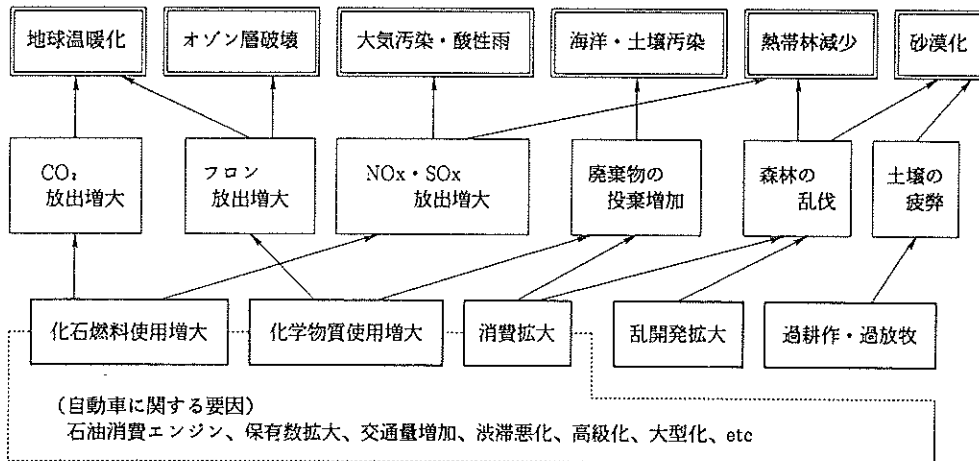 地球温暖化
オゾン層破壊
大気汚染・酸性雨
海洋・土壌汚染
熱帯林減少
砂漠化
CO₂
放出増大
フロン
放出増大
NOx・SOx
放出増大
廃棄物の
投棄増加
森林の
乱伐
土壌の
疲弊
化石燃料使用増大
化学物質使用増大
消費拡大
乱開発拡大
過耕作・過放牧
(自動車に関する要因)
石油消費エンジン、保有数拡大、交通量増加、渋滞悪化、高級化、大型化、etc